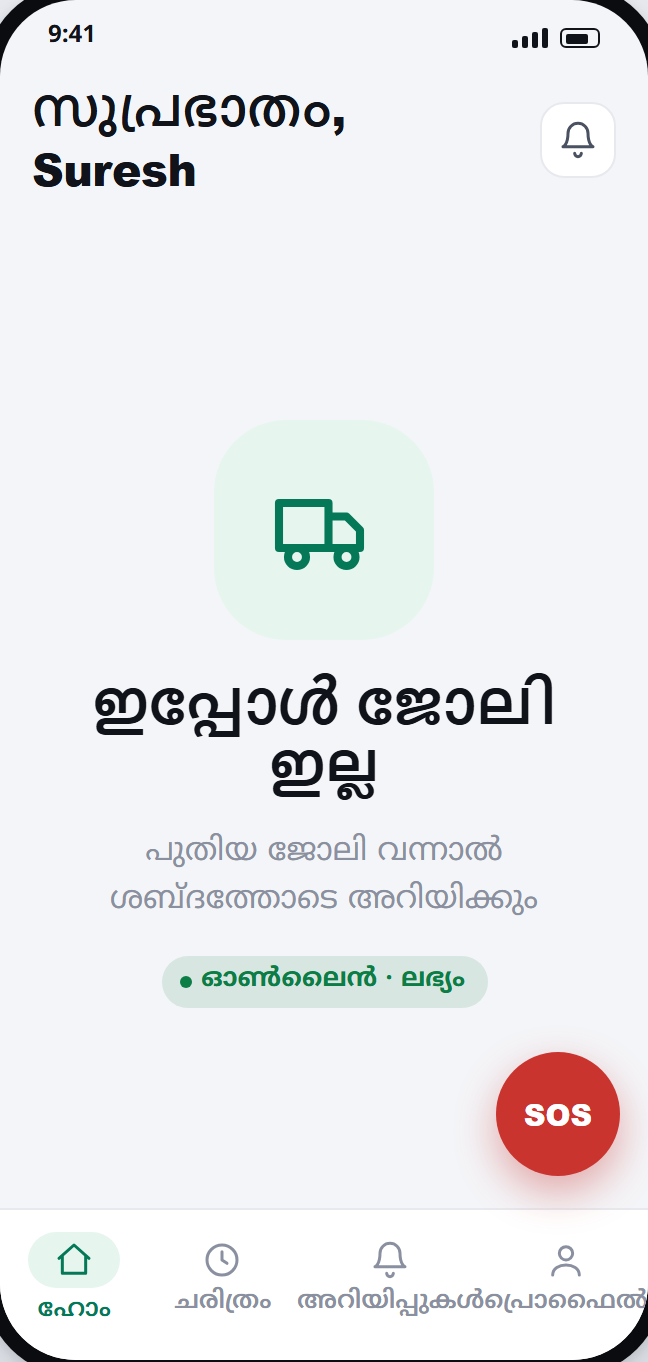 9:41
സുപ്രഭാതം,
Suresh
ഇപ്പോൾ ജോലി
ഇല്ല
പുതിയ ജോലി വന്നാൽ
ശബ്ദത്തോടെ അറിയിക്കും
ഓൺലൈൻ · ലഭ്യം
SOS
ഹോം
ചരിത്രം
അറിയിപ്പുകൾ
പ്രൊഫൈൽ